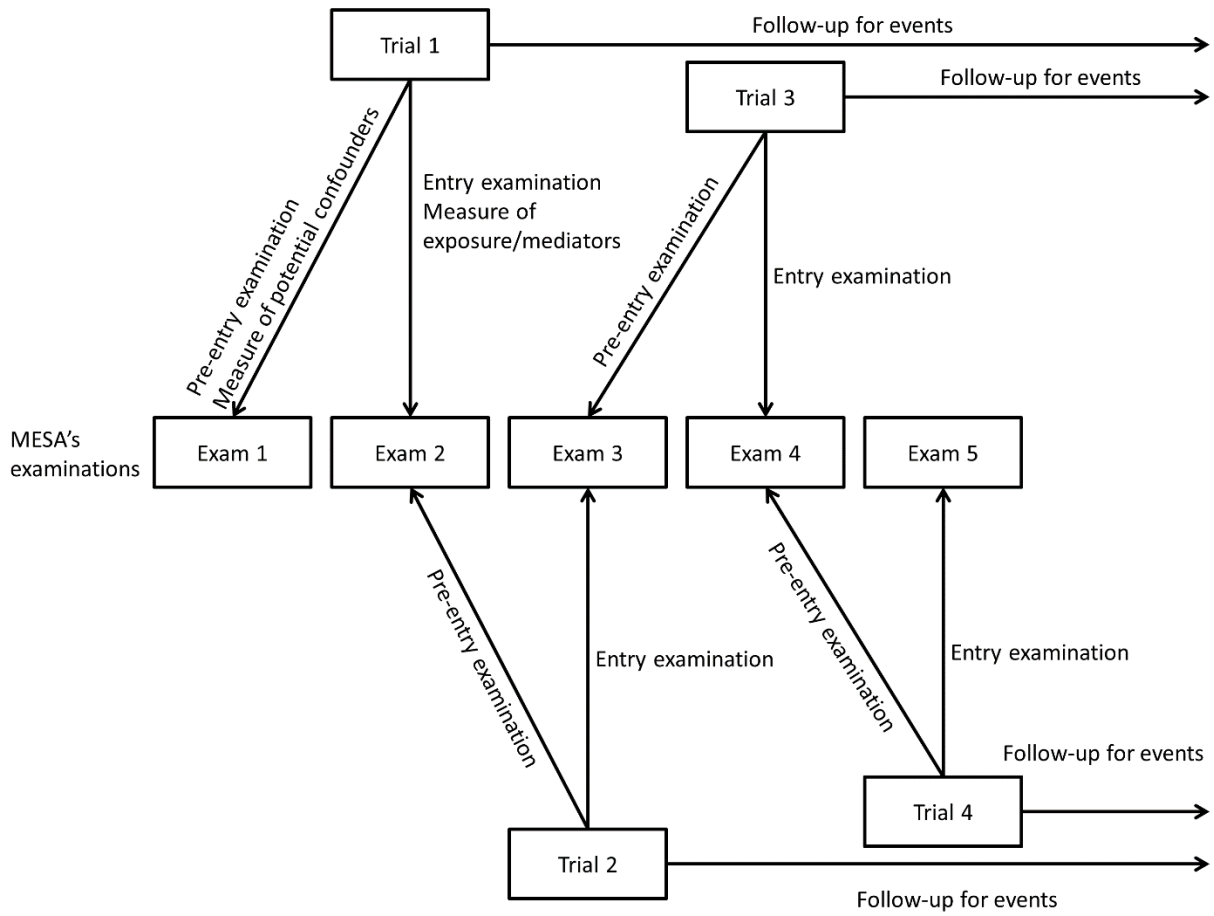 Trial 1
Follow-up for events
Trial 3
Follow-up for events
Pre-entry examination
Measure of potential confounders
Entry examination
Measure of
exposure/mediators
Pre-entry examination
Entry examination
MESA's
examinations
Exam 1
Exam 2
Exam 3
Exam 4
Exam 5
Pre-entry examination
Entry examination
Pre-entry examination
Entry examination
Follow-up for events
Trial 4
Trial 2
Follow-up for events